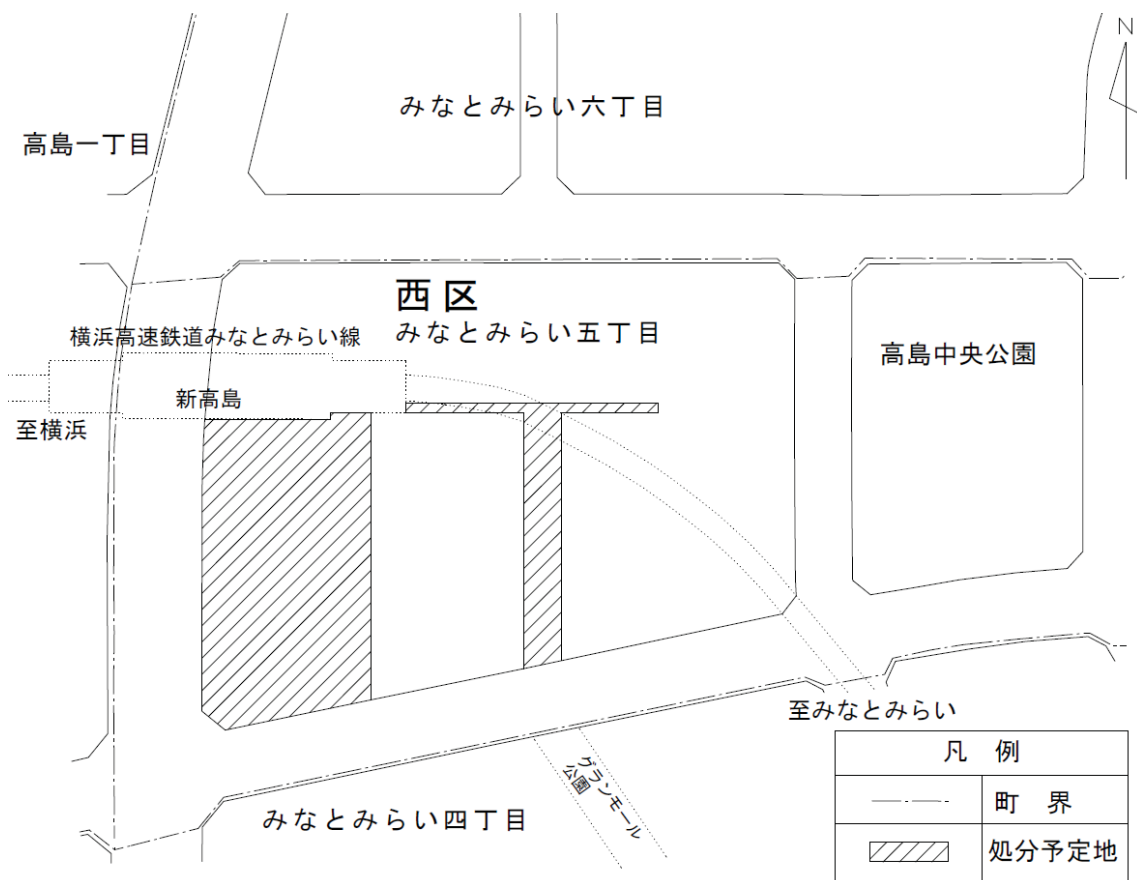 N
みなとみらい六丁目
高島一丁目
西区
みなとみらい五丁目
横浜高速鉄道みなとみらい線
高島中央公園
新高島
至横浜
至みなとみらい
グランモール
公園
みなとみらい四丁目
凡 例
町 界
処分予定地